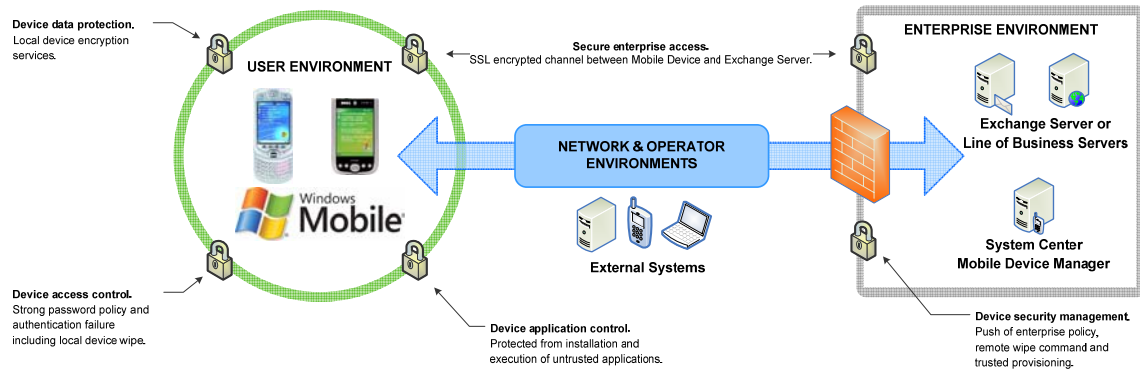 Device data protection.
Local device encryption
services.
USER ENVIRONMENT
Windows
Mobile
Secure enterprise access.
SSL encrypted channel between Mobile Device and Exchange Server.
NETWORK & OPERATOR
ENVIRONMENTS
External Systems
ENTERPRISE ENVIRONMENT
Exchange Server or
Line of Business Servers
System Center
Mobile Device Manager
Device access control.
Strong password policy and
authentication failure
including local device wipe.
Device application control.
Protected from installation and
execution of untrusted applications.
Device security management.
Push of enterprise policy,
remote wipe command and
trusted provisioning.